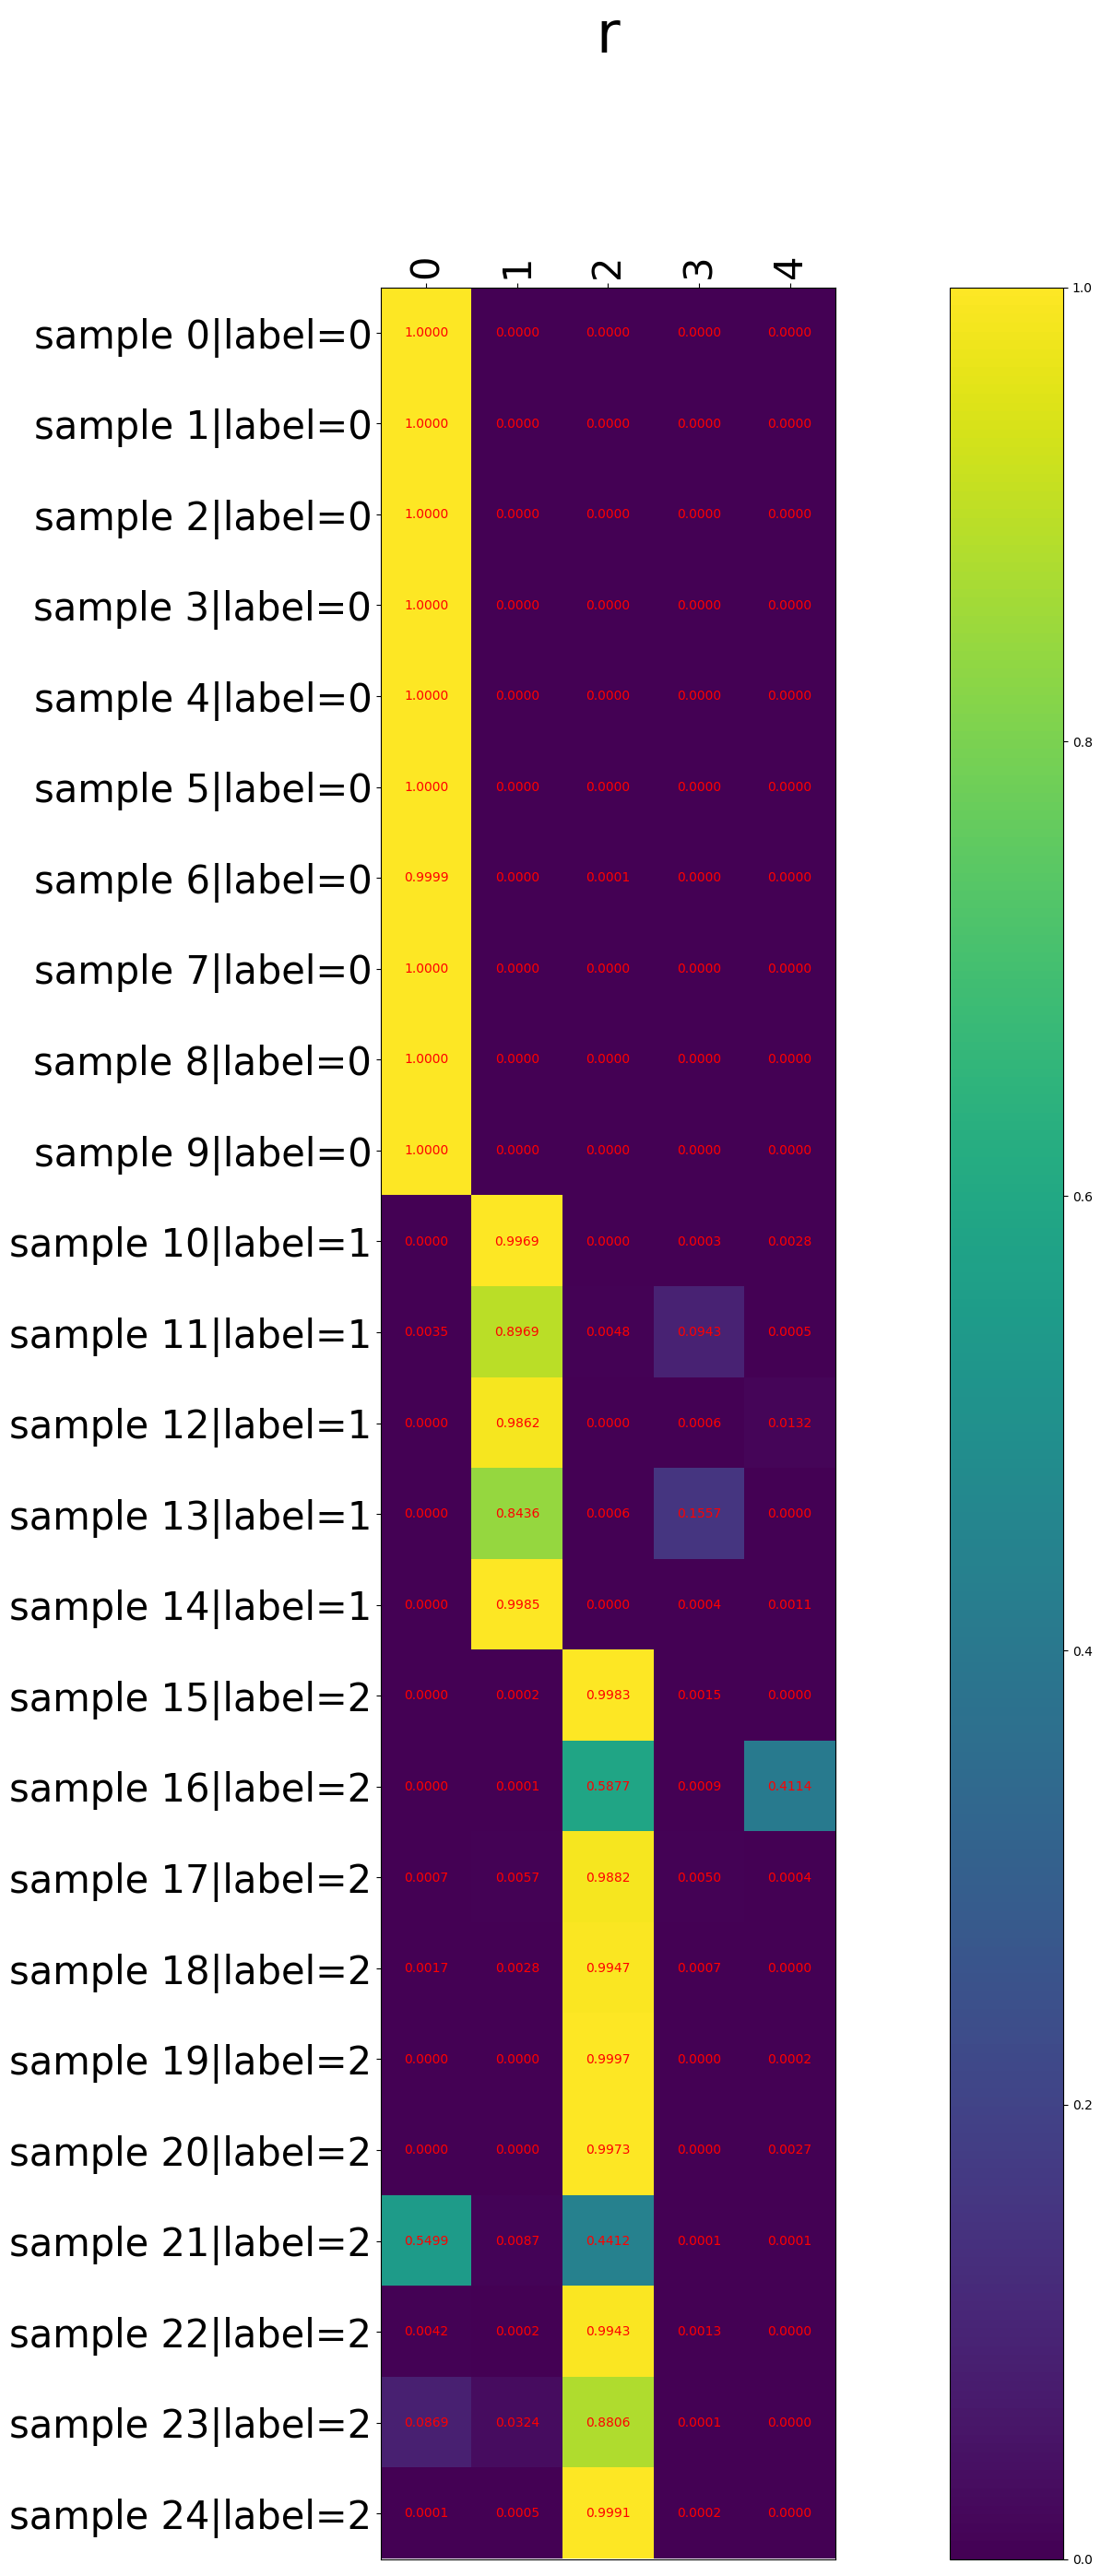 r
0 1 2 3 4
sample 0|label=0 1.0000 0.0000 0.0000 0.0000 0.0000
sample 1|label=0 1.0000 0.0000 0.0000 0.0000 0.0000
sample 2|label=0 1.0000 0.0000 0.0000 0.0000 0.0000
sample 3|label=0 1.0000 0.0000 0.0000 0.0000 0.0000
sample 4|label=0 1.0000 0.0000 0.0000 0.0000 0.0000
sample 5|label=0 1.0000 0.0000 0.0000 0.0000 0.0000
sample 6|label=0 0.9999 0.0000 0.0001 0.0000 0.0000
sample 7|label=0 1.0000 0.0000 0.0000 0.0000 0.0000
sample 8|label=0 1.0000 0.0000 0.0000 0.0000 0.0000
sample 9|label=0 1.0000 0.0000 0.0000 0.0000 0.0000
sample 10|label=1 0.0000 0.9969 0.0000 0.0003 0.0028
sample 11|label=1 0.0035 0.8969 0.0048 0.0943 0.0005
sample 12|label=1 0.0000 0.9862 0.0000 0.0006 0.0132
sample 13|label=1 0.0000 0.8436 0.0006 0.1557 0.0000
sample 14|label=1 0.0000 0.9985 0.0000 0.0004 0.0011
sample 15|label=2 0.0000 0.0002 0.9983 0.0015 0.0000
sample 16|label=2 0.0000 0.0001 0.5877 0.0009 0.4114
sample 17|label=2 0.0007 0.0057 0.9882 0.0050 0.0004
sample 18|label=2 0.0017 0.0028 0.9947 0.0007 0.0000
sample 19|label=2 0.0000 0.0000 0.9997 0.0000 0.0002
sample 20|label=2 0.0000 0.0000 0.9973 0.0000 0.0027
sample 21|label=2 0.5499 0.0087 0.4412 0.0001 0.0001
sample 22|label=2 0.0042 0.0002 0.9943 0.0013 0.0000
sample 23|label=2 0.0869 0.0324 0.8806 0.0001 0.0000
sample 24|label=2 0.0001 0.0005 0.9991 0.0002 0.0000
1.0
0.8
0.6
0.4
0.2
0.0